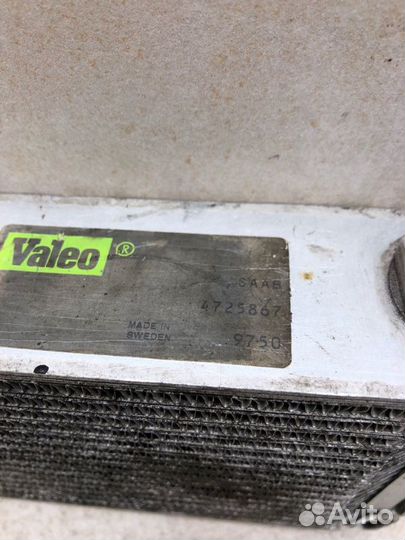 Valeo ®
SAAB
4725867
MADE IN
SWEDEN
9750
Avito